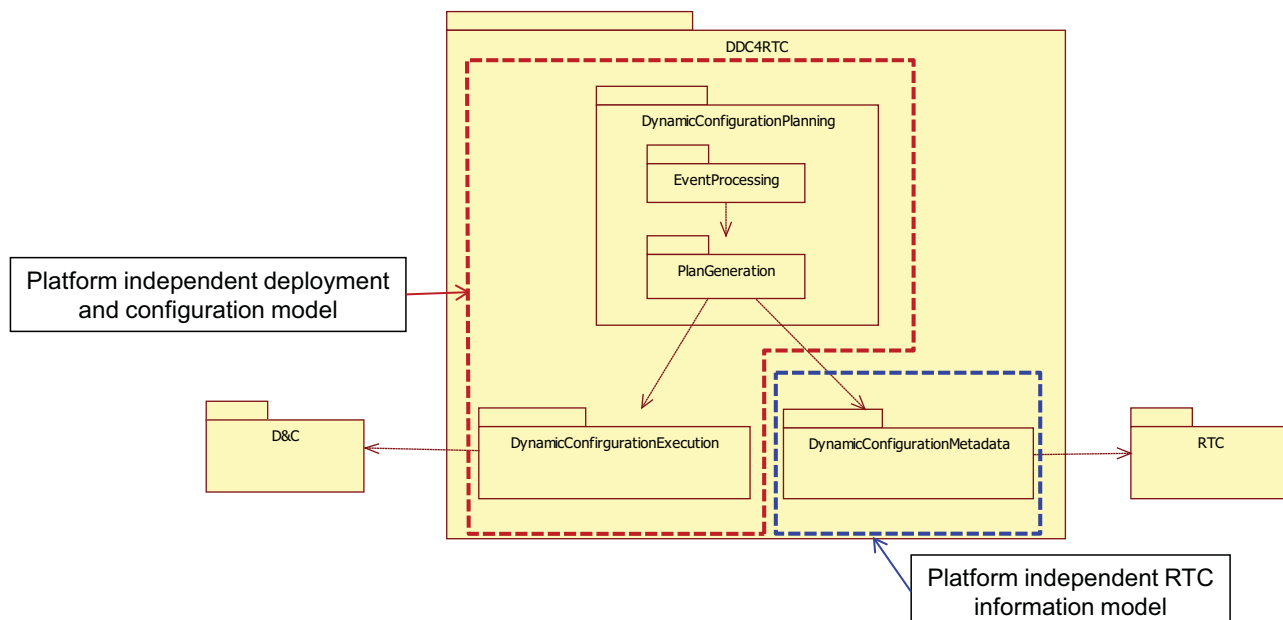 DDC4RTC
DynamicConfigurationPlanning
EventProcessing
PlanGeneration
Platform independent deployment
and configuration model
D&C
DynamicConfirgurationExecution
DynamicConfigurationMetadata
RTC
Platform independent RTC
information model